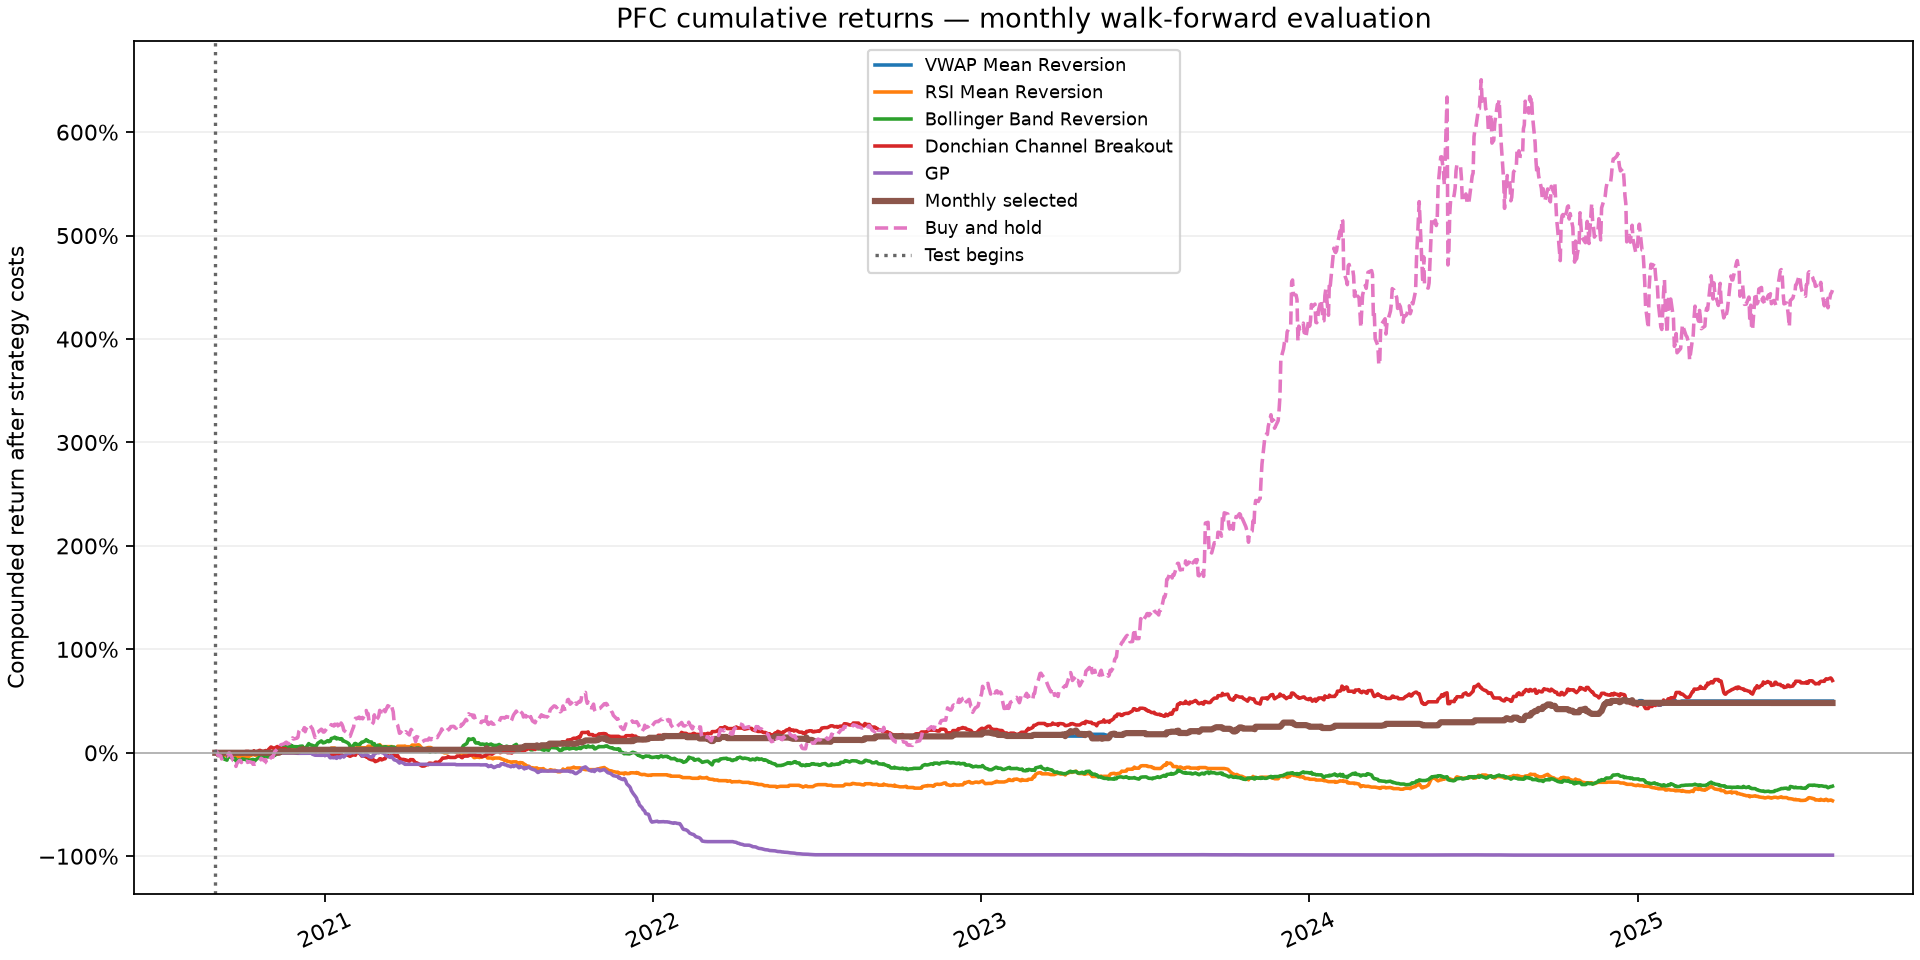 PFC cumulative returns — monthly walk-forward evaluation
Compounded return after strategy costs
600%
500%
400%
300%
200%
100%
0%
−100%
VWAP Mean Reversion
RSI Mean Reversion
Bollinger Band Reversion
Donchian Channel Breakout
GP
Monthly selected
Buy and hold
Test begins
2021
2022
2023
2024
2025